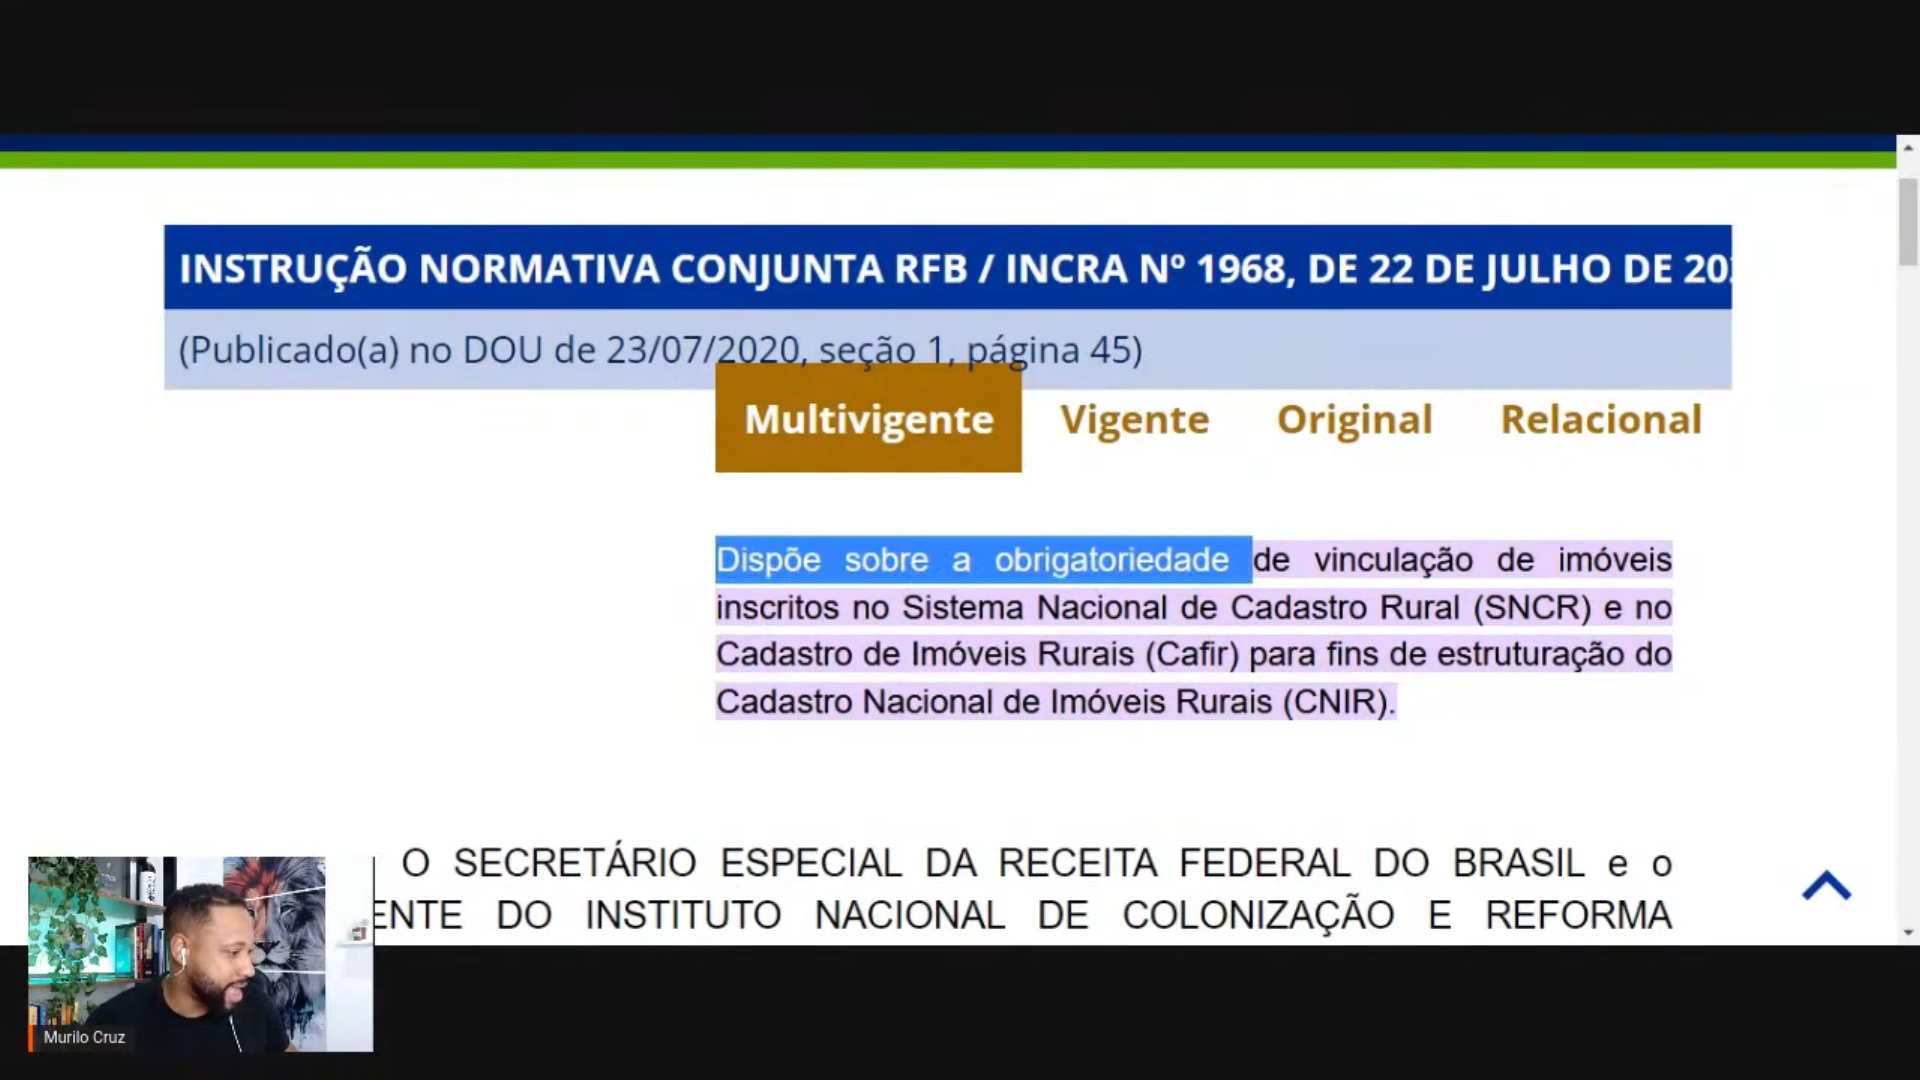 INSTRUÇÃO NORMATIVA CONJUNTA RFB / INCRA Nº 1968, DE 22 DE JULHO DE 20
(Publicado(a) no DOU de 23/07/2020, seção 1, página 45)
Multivigente Vigente Original Relacional
Dispõe sobre a obrigatoriedade de vinculação de imóveis
inscritos no Sistema Nacional de Cadastro Rural (SNCR) e no
Cadastro de Imóveis Rurais (Cafir) para fins de estruturação do
Cadastro Nacional de Imóveis Rurais (CNIR).
O SECRETÁRIO ESPECIAL DA RECEITA FEDERAL DO BRASIL e o
ENTE DO INSTITUTO NACIONAL DE COLONIZAÇÃO E REFORMA
Murilo Cruz